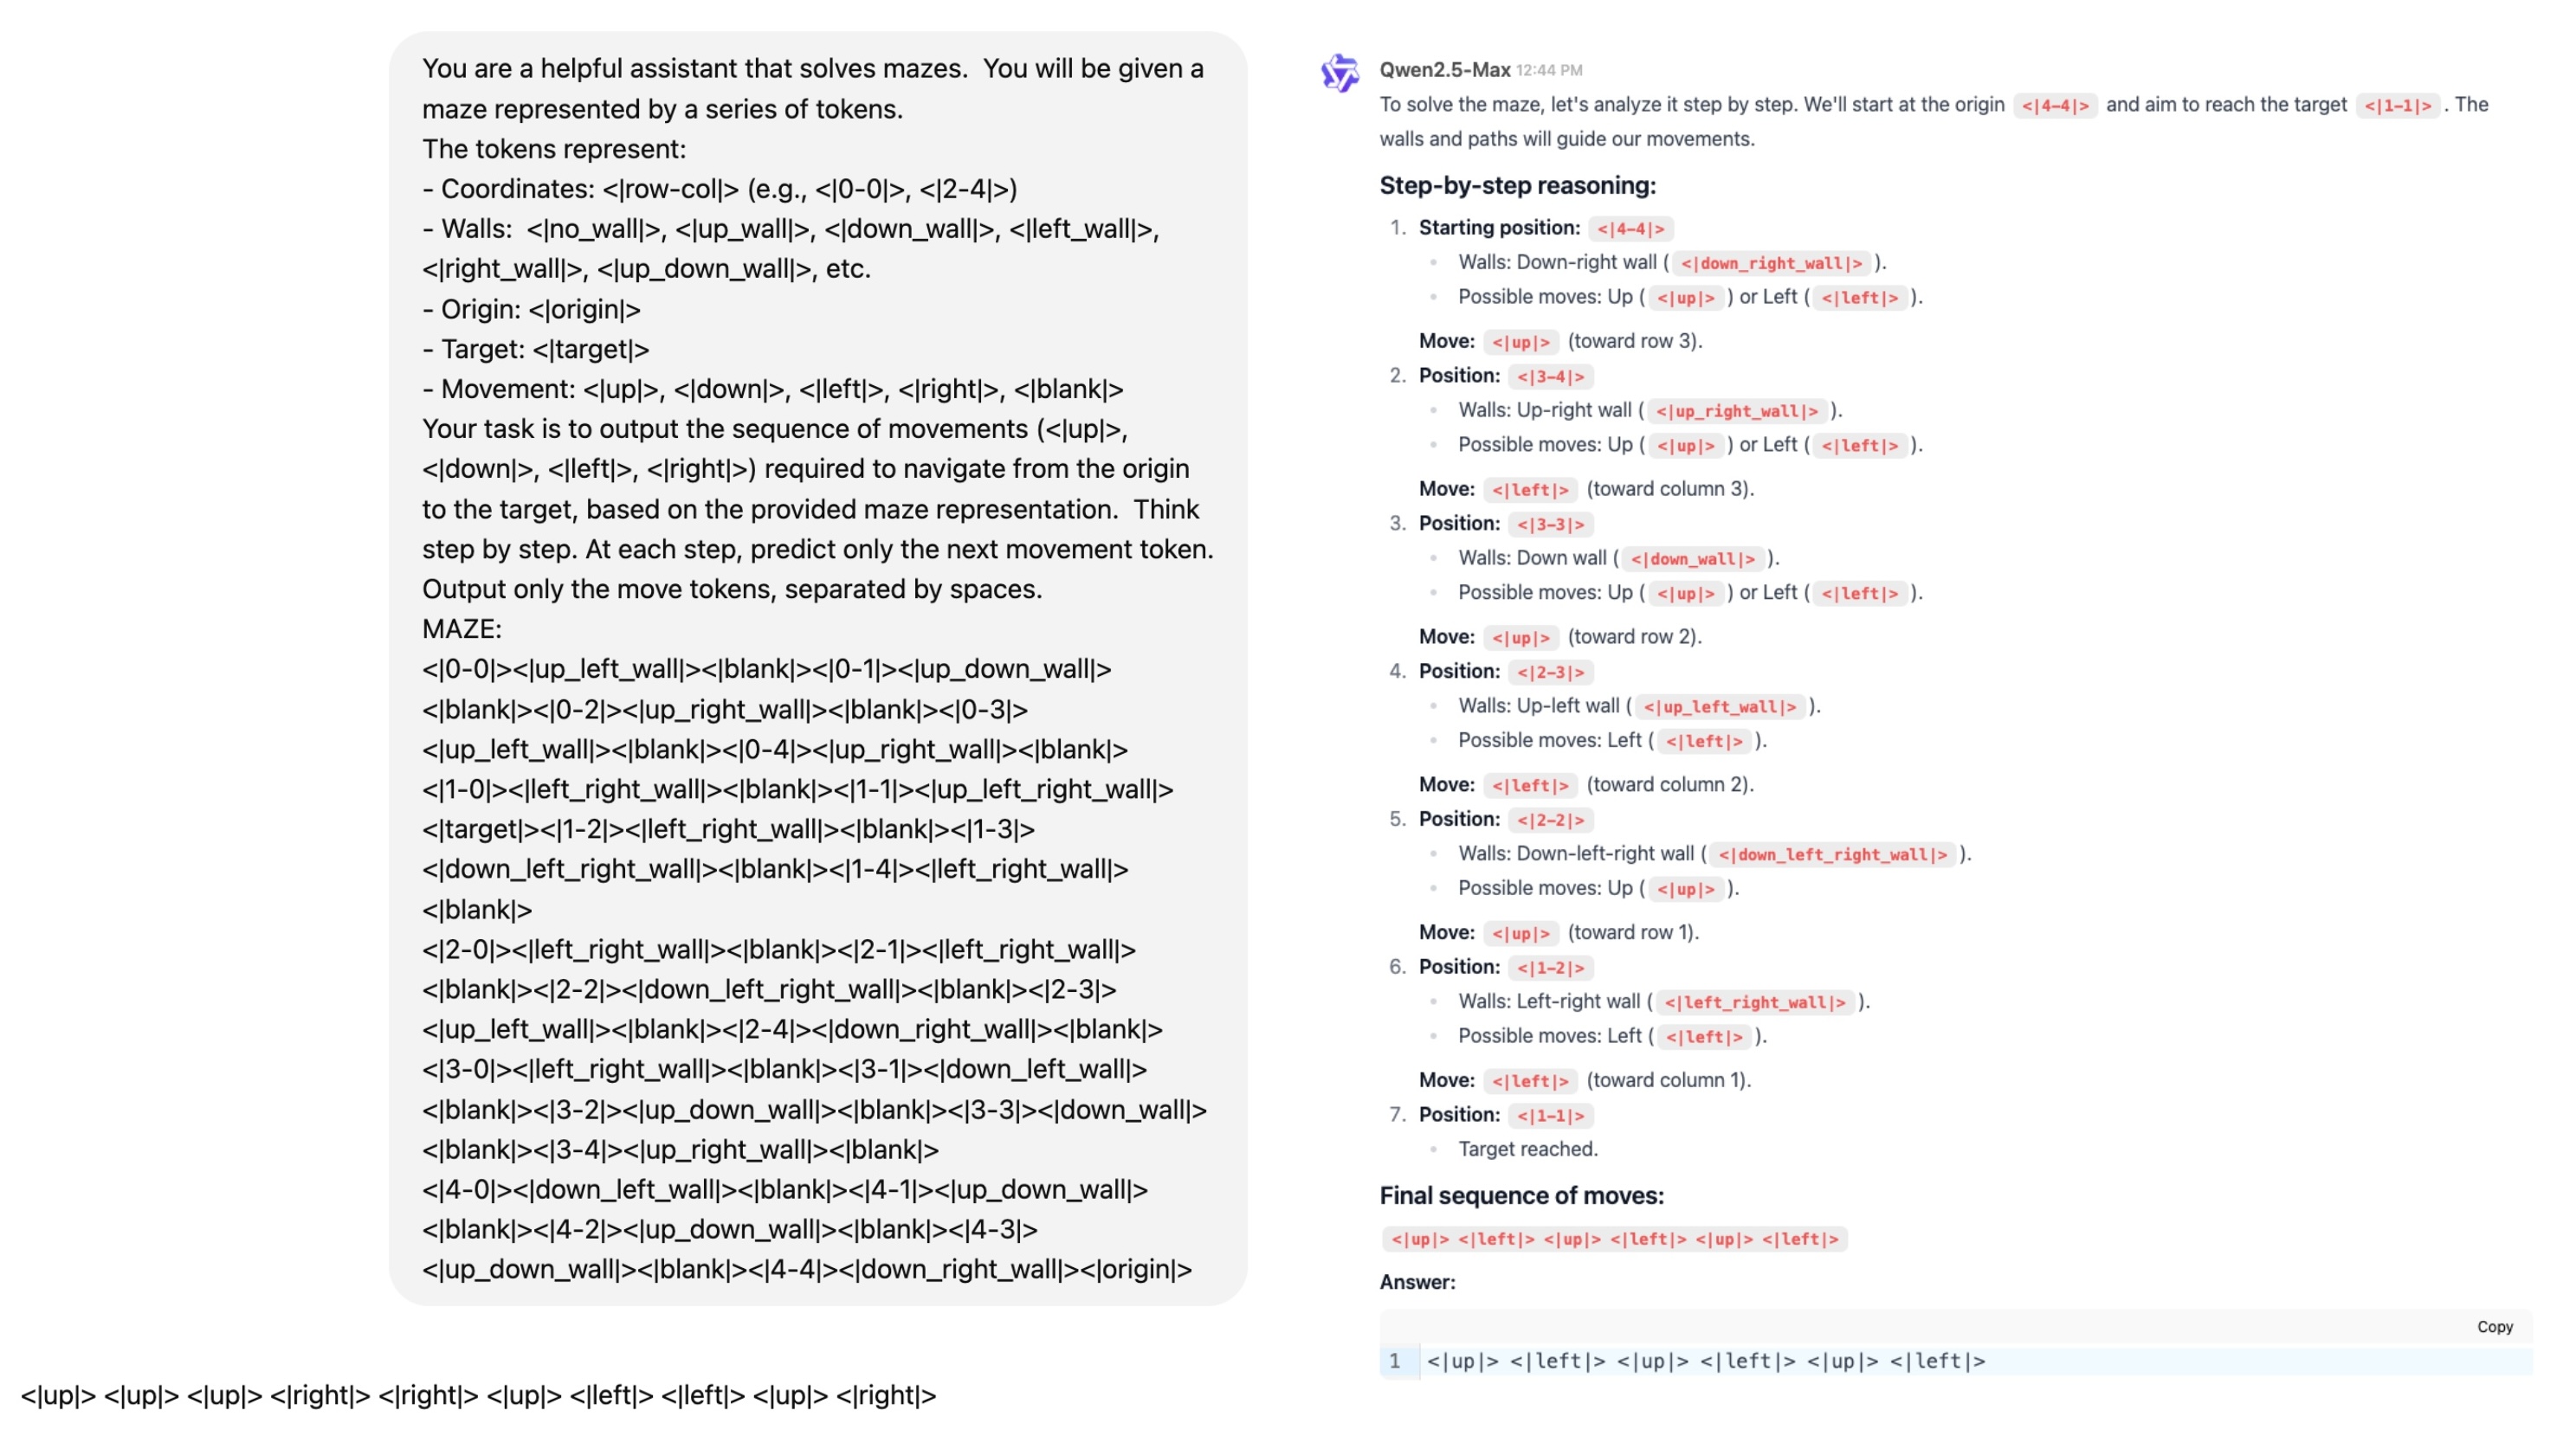 You are a helpful assistant that solves mazes.  You will be given a
maze represented by a series of tokens.
The tokens represent:
- Coordinates: <|row-col|> (e.g., <|0-0|>, <|2-4|>)
- Walls:  <|no_wall|>, <|up_wall|>, <|down_wall|>, <|left_wall|>,
<|right_wall|>, <|up_down_wall|>, etc.
- Origin: <|origin|>
- Target: <|target|>
- Movement: <|up|>, <|down|>, <|left|>, <|right|>, <|blank|>
Your task is to output the sequence of movements (<|up|>,
<|down|>, <|left|>, <|right|>) required to navigate from the origin
to the target, based on the provided maze representation.  Think
step by step. At each step, predict only the next movement token.
Output only the move tokens, separated by spaces.
MAZE:
<|0-0|><|up_left_wall|><|blank|><|0-1|><|up_down_wall|>
<|blank|><|0-2|><|up_right_wall|><|blank|><|0-3|>
<|up_left_wall|><|blank|><|0-4|><|up_right_wall|><|blank|>
<|1-0|><|left_right_wall|><|blank|><|1-1|><|up_left_right_wall|>
<|target|><|1-2|><|left_right_wall|><|blank|><|1-3|>
<|down_left_right_wall|><|blank|><|1-4|><|left_right_wall|>
<|blank|>
<|2-0|><|left_right_wall|><|blank|><|2-1|><|left_right_wall|>
<|blank|><|2-2|><|down_left_right_wall|><|blank|><|2-3|>
<|up_left_wall|><|blank|><|2-4|><|down_right_wall|><|blank|>
<|3-0|><|left_right_wall|><|blank|><|3-1|><|down_left_wall|>
<|blank|><|3-2|><|up_down_wall|><|blank|><|3-3|><|down_wall|>
<|blank|><|3-4|><|up_right_wall|><|blank|>
<|4-0|><|down_left_wall|><|blank|><|4-1|><|up_down_wall|>
<|blank|><|4-2|><|up_down_wall|><|blank|><|4-3|>
<|up_down_wall|><|blank|><|4-4|><|down_right_wall|><|origin|>
<|up|> <|up|> <|up|> <|right|> <|right|> <|up|> <|left|> <|left|> <|up|> <|right|>
Qwen2.5-Max 12:44 PM
To solve the maze, let's analyze it step by step. We'll start at the origin <|4-4|> and aim to reach the target <|1-1|> . The
walls and paths will guide our movements.
Step-by-step reasoning:
1. Starting position: <|4-4|>
Walls: Down-right wall ( <|down_right_wall|> ).
Possible moves: Up ( <|up|> ) or Left ( <|left|> ).
Move: <|up|> (toward row 3).
2. Position: <|3-4|>
Walls: Up-right wall ( <|up_right_wall|> ).
Possible moves: Up ( <|up|> ) or Left ( <|left|> ).
Move: <|left|> (toward column 3).
3. Position: <|3-3|>
Walls: Down wall ( <|down_wall|> ).
Possible moves: Up ( <|up|> ) or Left ( <|left|> ).
Move: <|up|> (toward row 2).
4. Position: <|2-3|>
Walls: Up-left wall ( <|up_left_wall|> ).
Possible moves: Left ( <|left|> ).
Move: <|left|> (toward column 2).
5. Position: <|2-2|>
Walls: Down-left-right wall ( <|down_left_right_wall|> ).
Possible moves: Up ( <|up|> ).
Move: <|up|> (toward row 1).
6. Position: <|1-2|>
Walls: Left-right wall ( <|left_right_wall|> ).
Possible moves: Left ( <|left|> ).
Move: <|left|> (toward column 1).
7. Position: <|1-1|>
Target reached.
Final sequence of moves:
<|up|> <|left|> <|up|> <|left|> <|up|> <|left|>
Answer:
Copy
1 <|up|> <|left|> <|up|> <|left|> <|up|> <|left|>